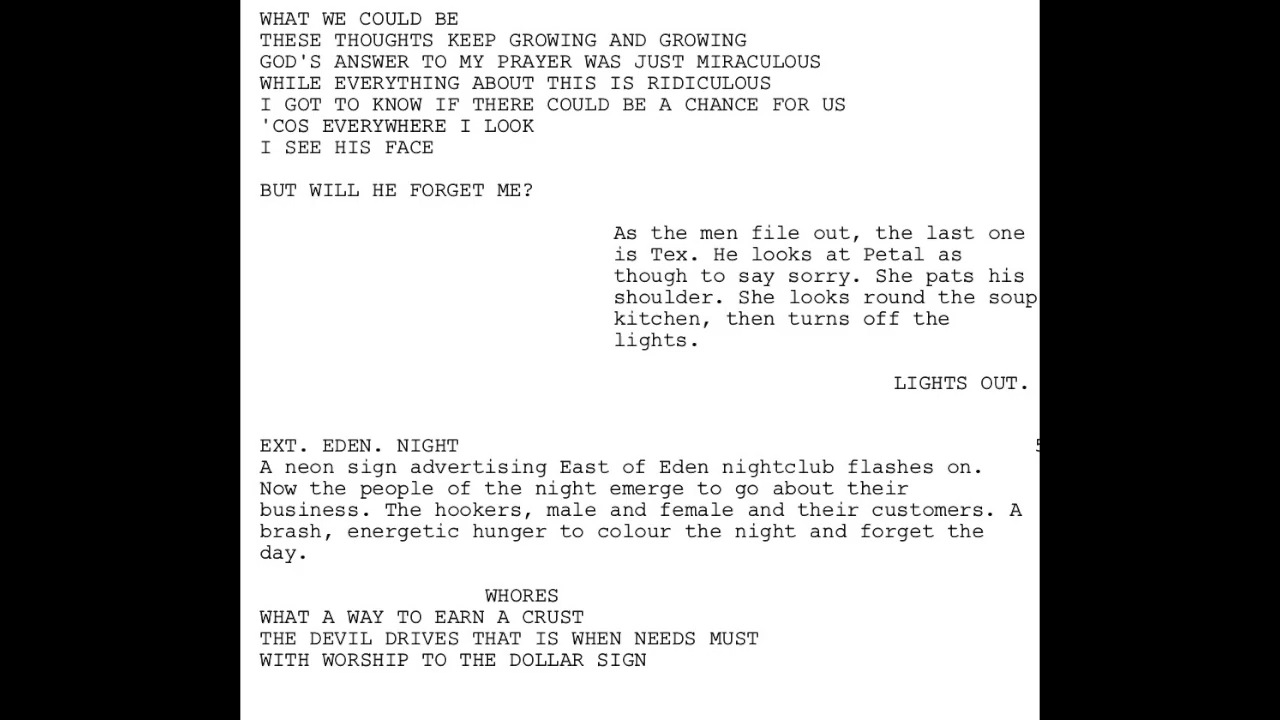 WHAT WE COULD BE
THESE THOUGHTS KEEP GROWING AND GROWING
GOD'S ANSWER TO MY PRAYER WAS JUST MIRACULOUS
WHILE EVERYTHING ABOUT THIS IS RIDICULOUS
I GOT TO KNOW IF THERE COULD BE A CHANCE FOR US
'COS EVERYWHERE I LOOK
I SEE HIS FACE
BUT WILL HE FORGET ME?
As the men file out, the last one
is Tex. He looks at Petal as
though to say sorry. She pats his
shoulder. She looks round the soup
kitchen, then turns off the
lights.
LIGHTS OUT.
EXT. EDEN. NIGHT
A neon sign advertising East of Eden nightclub flashes on.
Now the people of the night emerge to go about their
business. The hookers, male and female and their customers. A
brash, energetic hunger to colour the night and forget the
day.
WHORES
WHAT A WAY TO EARN A CRUST
THE DEVIL DRIVES THAT IS WHEN NEEDS MUST
WITH WORSHIP TO THE DOLLAR SIGN